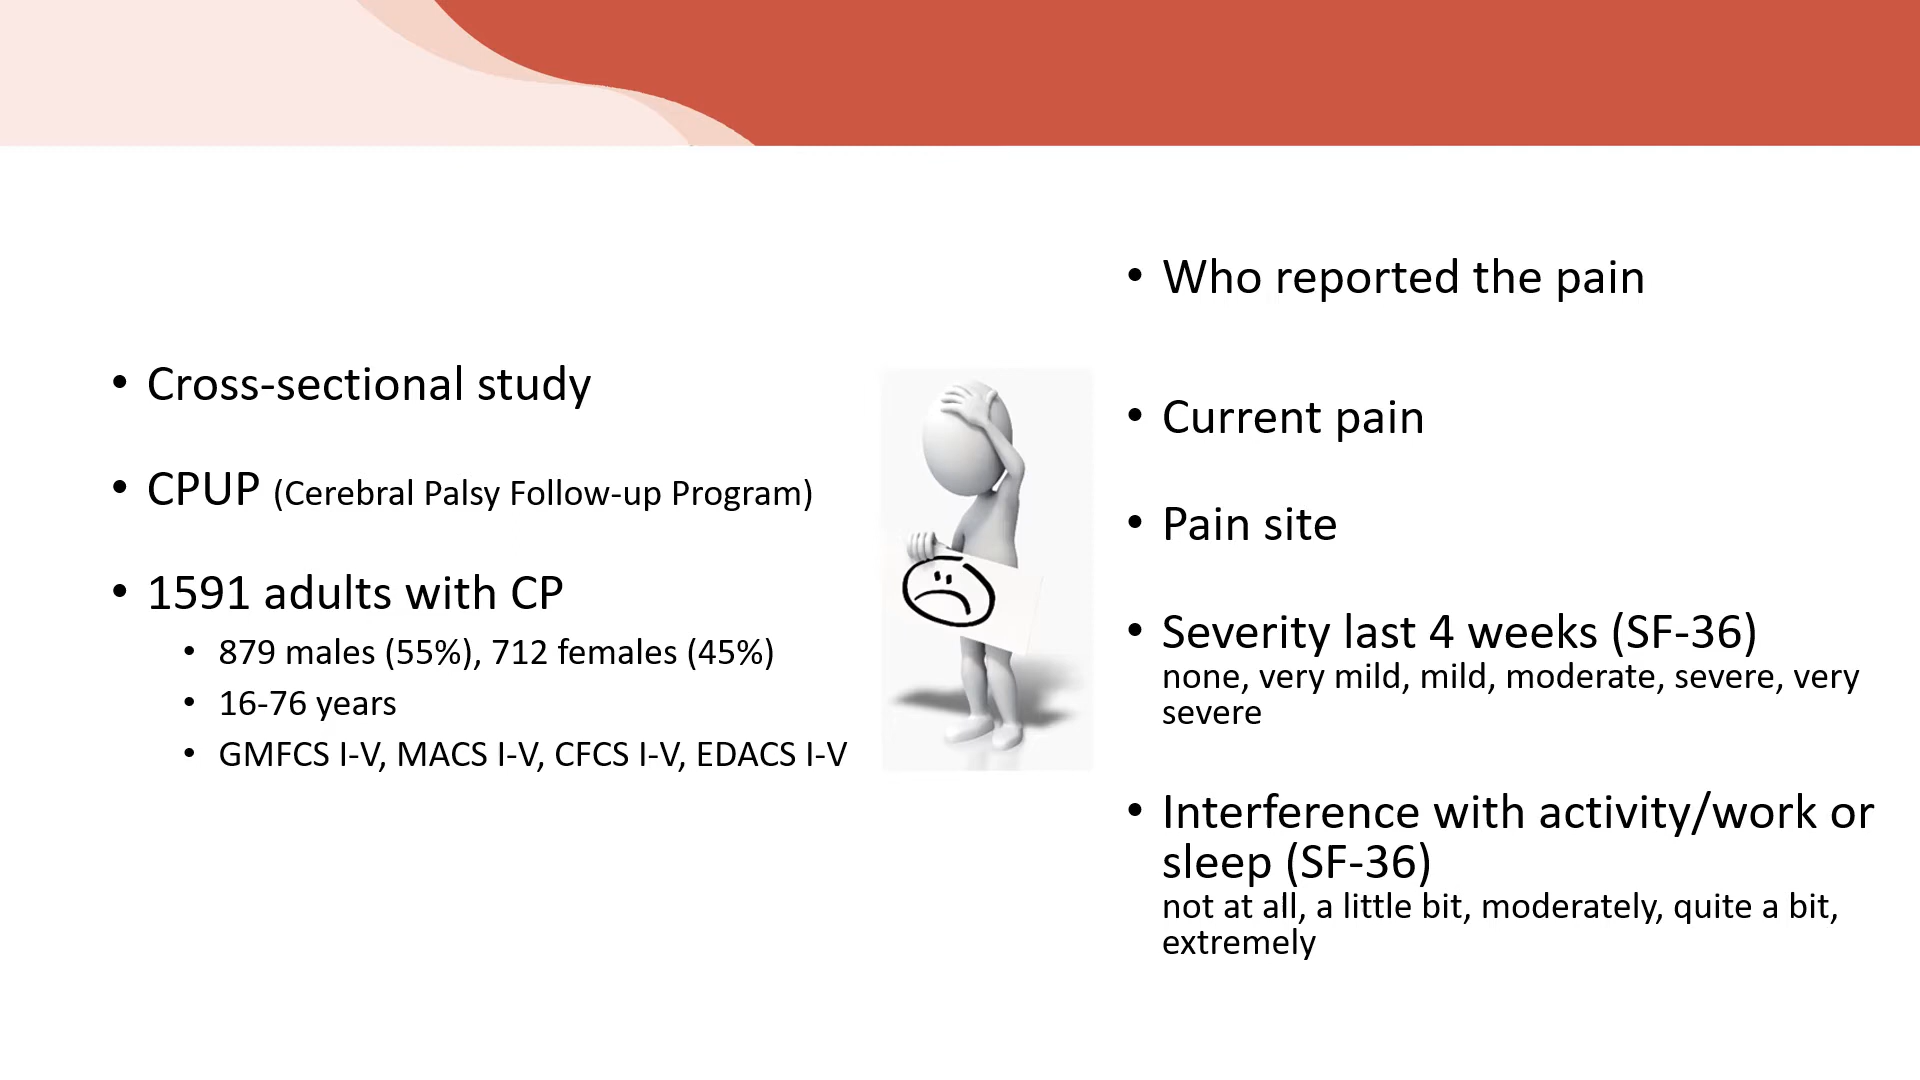 • Cross-sectional study
• CPUP (Cerebral Palsy Follow-up Program)
• 1591 adults with CP
• 879 males (55%), 712 females (45%)
• 16-76 years
• GMFCS I-V, MACS I-V, CFCS I-V, EDACS I-V
• Who reported the pain
• Current pain
• Pain site
• Severity last 4 weeks (SF-36)
none, very mild, mild, moderate, severe, very
severe
• Interference with activity/work or
sleep (SF-36)
not at all, a little bit, moderately, quite a bit,
extremely